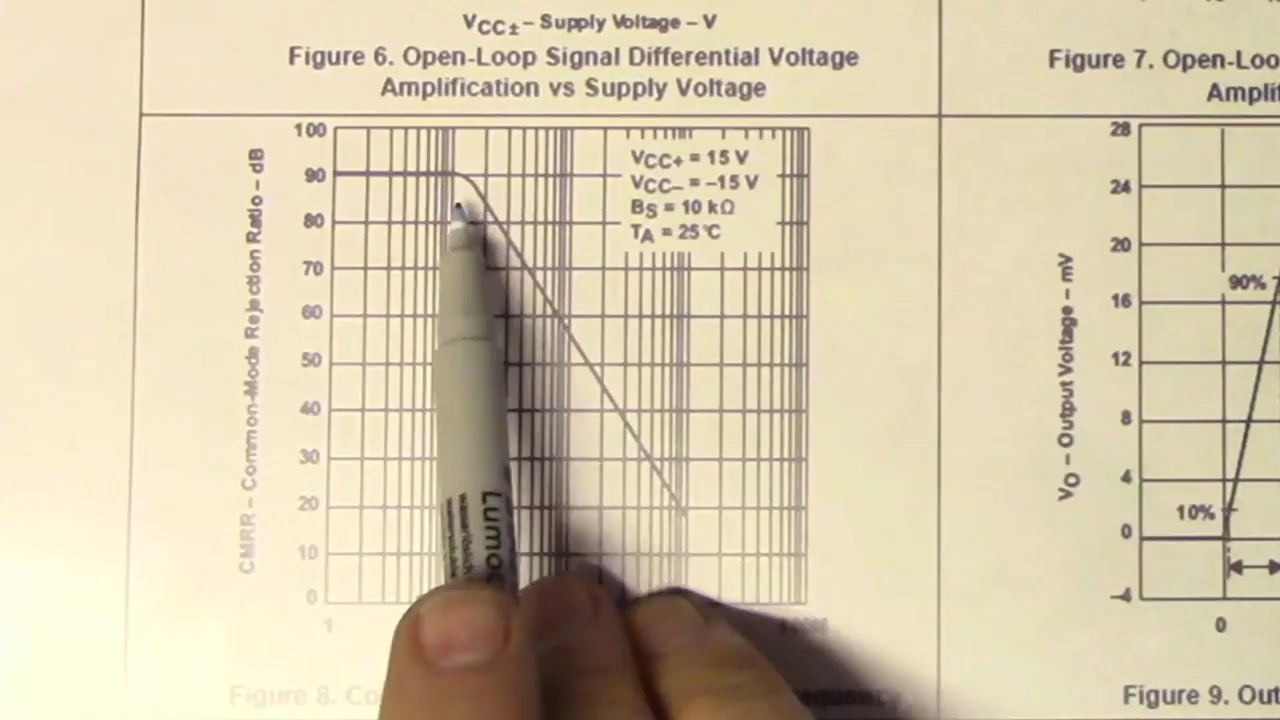 VCC± – Supply Voltage – V
Figure 6. Open-Loop Signal Differential Voltage
Amplification vs Supply Voltage
Figure 7. Open-Loo
Amplif
CMRR – Common-Mode Rejection Ratio – dB
100
90
80
70
60
50
40
30
20
10
0
1
VCC+ = 15 V
VCC– = –15 V
BS = 10 kΩ
TA = 25°C
Lumo
VO – Output Voltage – mV
28
24
20
16
12
8
4
0
–4
90%
10%
0
Figure 8. Co
Figure 9. Out